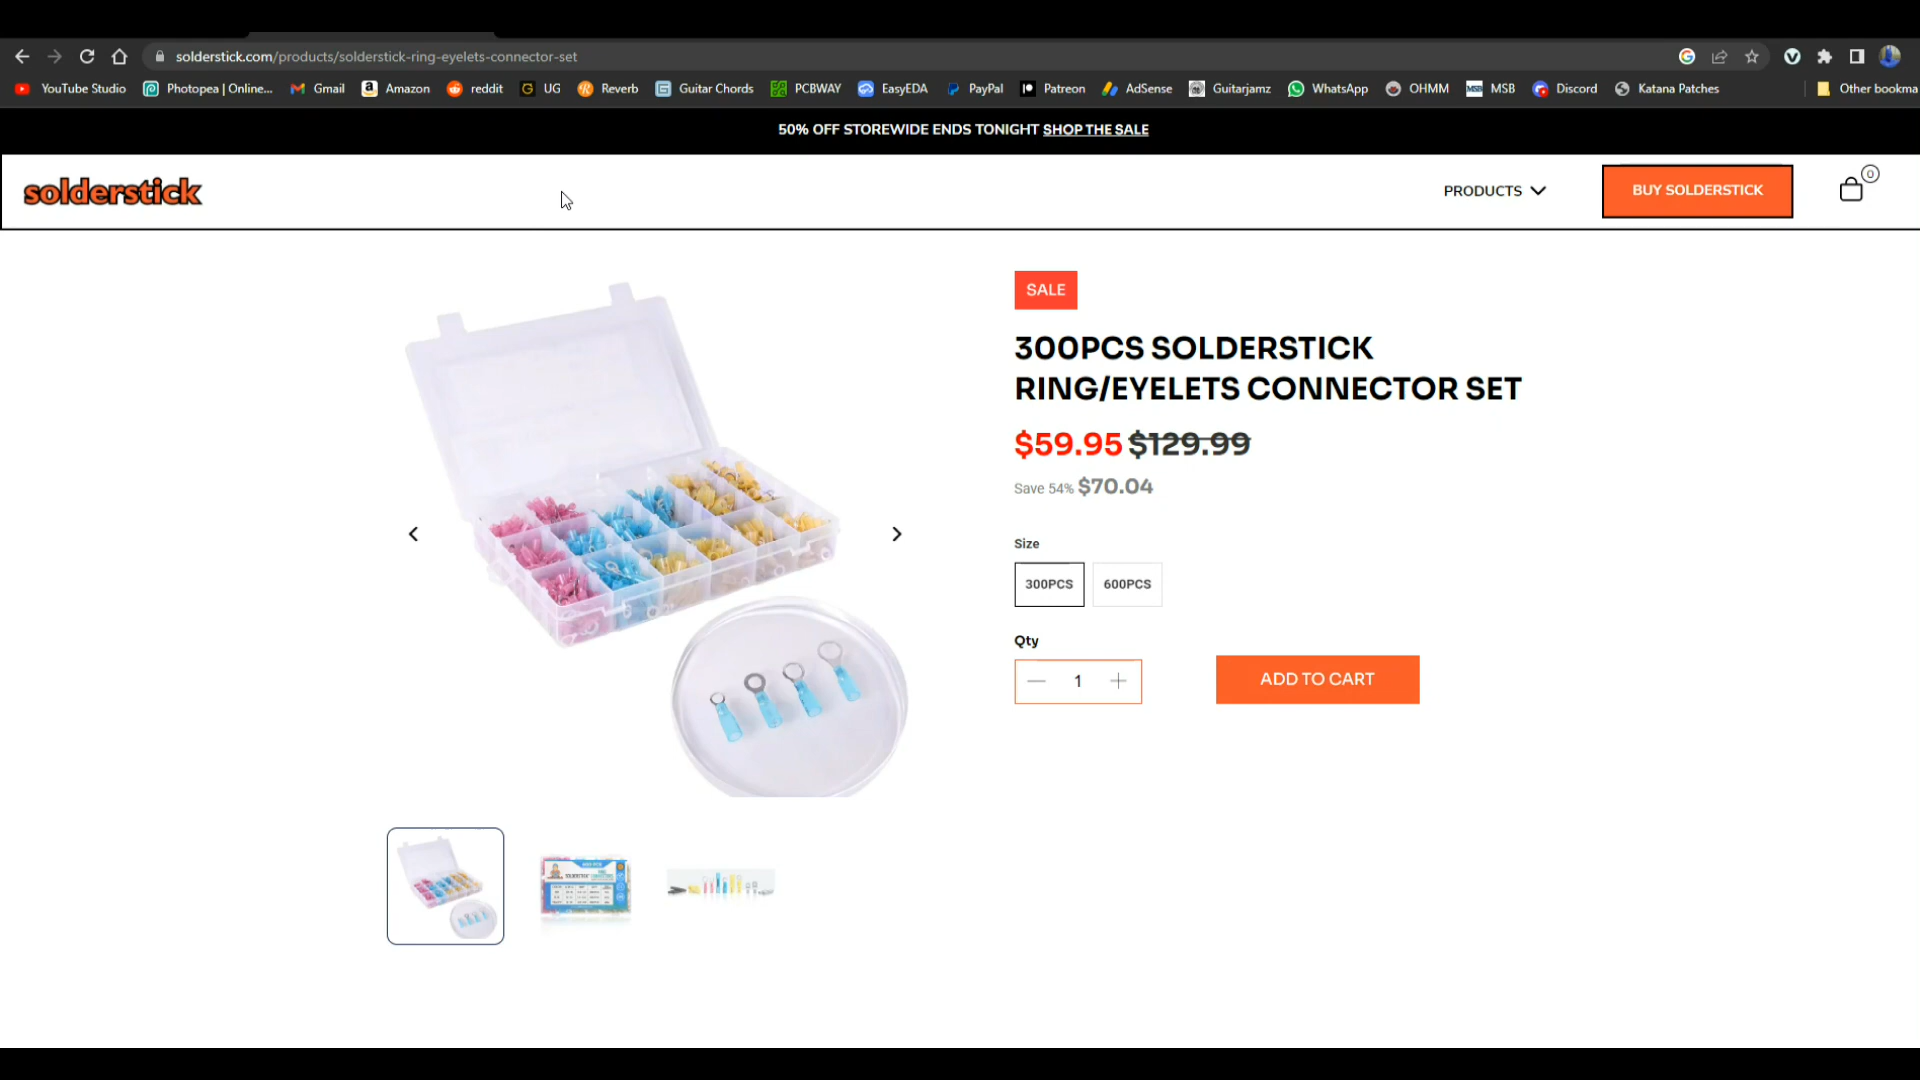 solderstick.com/products/solderstick-ring-eyelets-connector-set
YouTube Studio
Photopea | Online...
Gmail
Amazon
reddit
UG
Reverb
Guitar Chords
PCBWAY
EasyEDA
PayPal
Patreon
AdSense
Guitarjamz
WhatsApp
OHMM
MSB
Discord
Katana Patches
Other bookma
50% OFF STOREWIDE ENDS TONIGHT SHOP THE SALE
solderstick
PRODUCTS
BUY SOLDERSTICK
0
SALE
300PCS SOLDERSTICK
RING/EYELETS CONNECTOR SET
$59.95 $129.99
Save 54% $70.04
Size
300PCS
600PCS
Qty
1
ADD TO CART